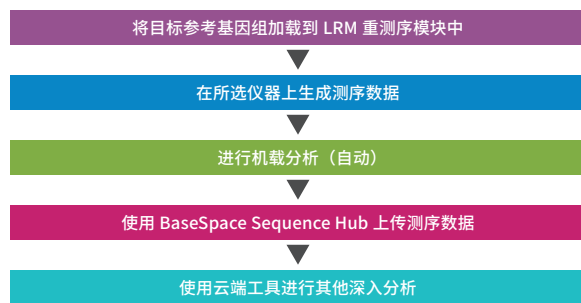 将目标参考基因组加载到 LRM 重测序模块中
在所选仪器上生成测序数据
进行机载分析（自动）
使用 BaseSpace Sequence Hub 上传测序数据
使用云端工具进行其他深入分析